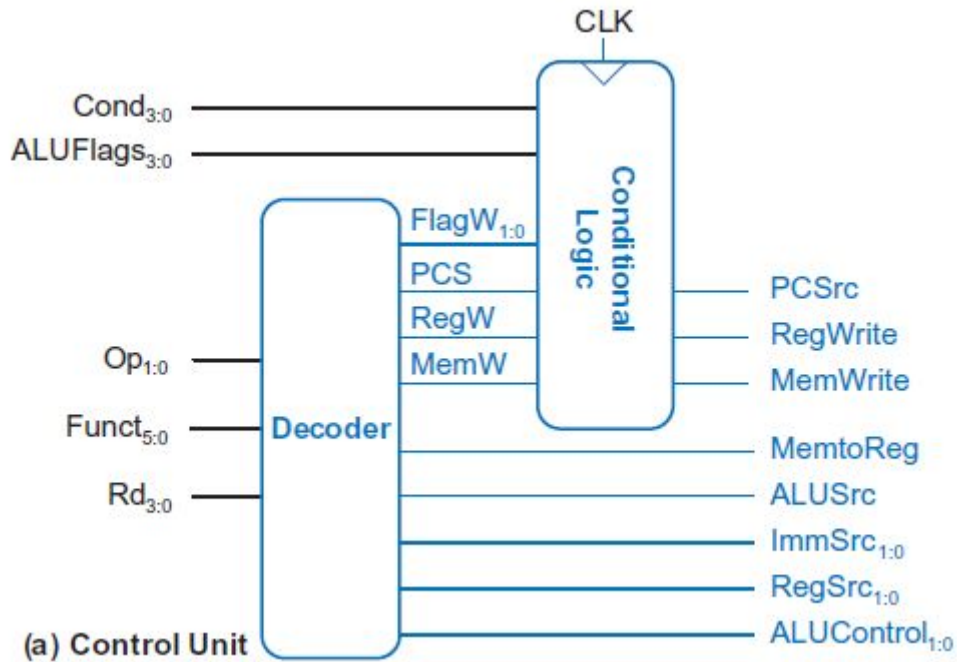 CLK
Cond3:0
ALUFlags3:0
Conditional
Logic
FlagW1:0
PCS
PCSrc
RegW
RegWrite
Op1:0
MemW
MemWrite
Funct5:0
Decoder
MemtoReg
Rd3:0
ALUSrc
ImmSrc1:0
RegSrc1:0
(a) Control Unit
ALUControl1:0